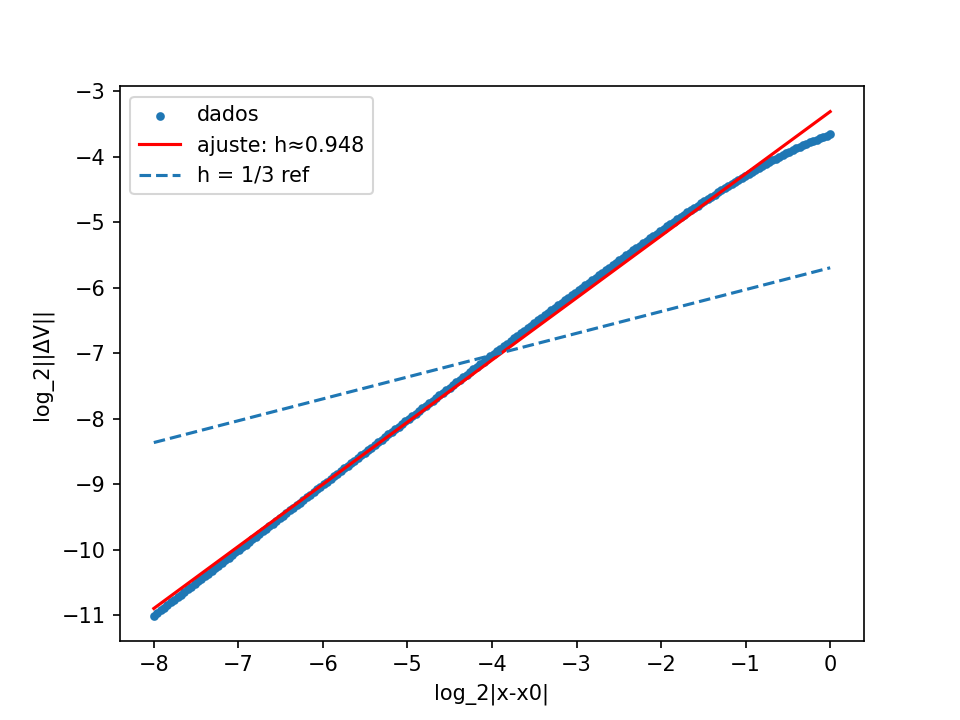 dados
ajuste: h≈0.948
h = 1/3 ref
−3
−4
−5
−6
−7
−8
−9
−10
−11
log_2||ΔV||
−8 −7 −6 −5 −4 −3 −2 −1 0
log_2|x-x0|